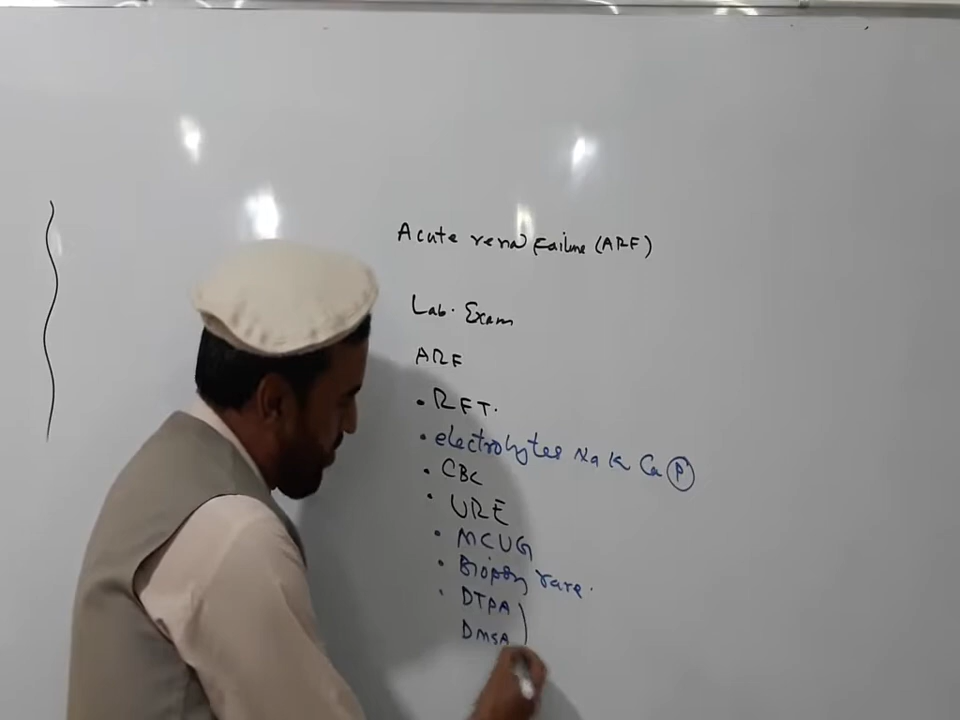 Acute renal Failure (ARF)
Lab. Exam
ARF
• RFT.
• electrolytes Na K Ca P
• CBC
• URE
• MCUG
• Biopsy rare.
• DTPA
DMSA